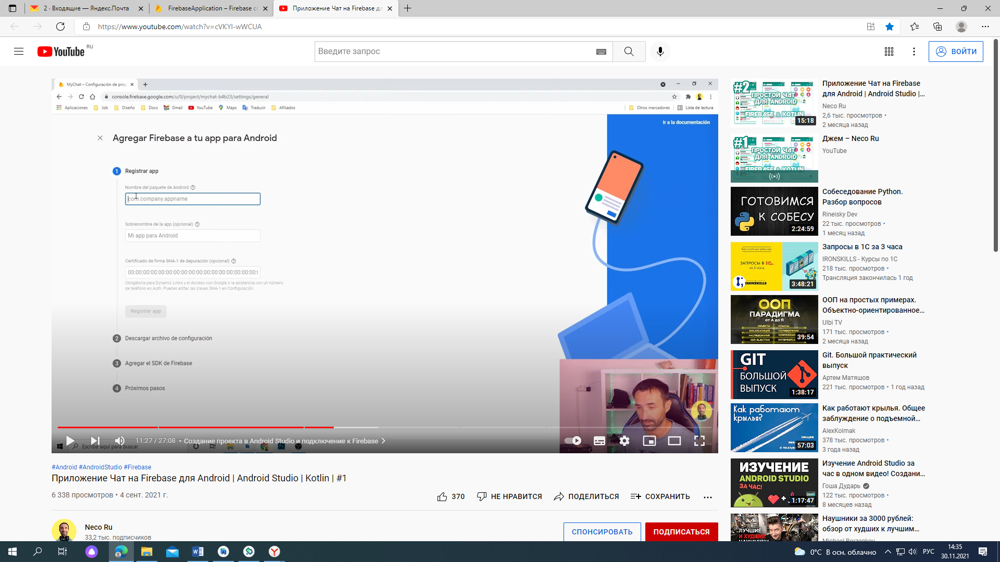 2 · Входящие — Яндекс.Почта
FirebaseApplication – Firebase co
Приложение Чат на Firebase дл
https://www.youtube.com/watch?v=cVKYI-wWCUA
YouTube RU
Введите запрос
ВОЙТИ
MyChat – Configuración de proy
console.firebase.google.com/u/0/project/mychat-b4b23/settings/general
Aplicaciones
Job
Diseño
Docs
Gmail
YouTube
Maps
Traducir
Afiliados
Otros marcadores
Lista de lectura
Ir a la documentación
Agregar Firebase a tu app para Android
1 Registrar app
Nombre del paquete de Android
com.company.appname
Sobrenombre de la app (opcional)
Mi app para Android
Certificado de firma SHA-1 de depuración (opcional)
00:00:00:00:00:00:00:00:00:00:00:00:00:00:00:00:00:
Obligatoria para Dynamic Links y el Acceso con Google o la asistencia con un número
de teléfono en Auth. Puedes editar las claves SHA-1 en Configuración.
Registrar app
2 Descargar archivo de configuración
3 Agregar el SDK de Firebase
4 Próximos pasos
11:27 / 27:08 • Создание проекта в Android Studio и подключение к Firebase
Escribe aquí para buscar
#Android #AndroidStudio #Firebase
Приложение Чат на Firebase для Android | Android Studio | Kotlin | #1
6 338 просмотров • 4 сент. 2021 г.
370
НЕ НРАВИТСЯ
ПОДЕЛИТЬСЯ
СОХРАНИТЬ
Neco Ru
33,2 тыс. подписчиков
СПОНСИРОВАТЬ
ПОДПИСАТЬСЯ
#2
ПРОСТОЙ ЧАТ
ДЛЯ ANDROID
FIREBASE & KOTLIN
15:18
Приложение Чат на Firebase
для Android | Android Studio |...
Neco Ru
2,6 тыс. просмотров •
2 месяца назад
#1
ПРОСТОЙ ЧАТ
ДЛЯ ANDROID
FIREBASE & KOTLIN
Джем – Neco Ru
YouTube
ГОТОВИМСЯ
К СОБЕСУ
2:24:59
Собеседование Python.
Разбор вопросов
Rineisky Dev
22 тыс. просмотров •
1 месяц назад
Бесплатный вебинар
ЗАПРОСЫ В 1С
за 3 часа
IRONSKILLS
3:48:21
Запросы в 1С за 3 часа
IRONSKILLS - Курсы по 1С
218 тыс. просмотров •
Трансляция закончилась 1 год
ООП
ПАРАДИГМА
от А до Я
ОБЪЕКТЫ
КЛАССЫ
ИНКАПСУЛЯЦИЯ
ПОЛИМОРФИЗМ
НАСЛЕДОВАНИЕ
DEP. INJECTION
39:54
ООП на простых примерах.
Объектно-ориентированное...
Ulbi TV
171 тыс. просмотров •
2 месяца назад
GIT
БОЛЬШОЙ
ВЫПУСК
1:38:17
Git. Большой практический
выпуск
Артем Матяшов
221 тыс. просмотров • 1 год назад
Как работают
крылья?
57:03
Как работают крылья. Общее
заблуждение о подъемной...
AlexKolmak
378 тыс. просмотров •
3 года назад
ИЗУЧЕНИЕ
ANDROID STUDIO
ЗА ЧАС!
1:17:47
Изучение Android Studio за
час в одном видео! Создани...
Гоша Дударь
122 тыс. просмотров •
8 месяцев назад
ЛУЧШИЕ
И ХУДШИЕ
НАУШНИКИ
Наушники за 3000 рублей:
обзор от худших к лучшим...
Michael Borzenkov
0°C В осн. облачно
РУС
14:35
30.11.2021